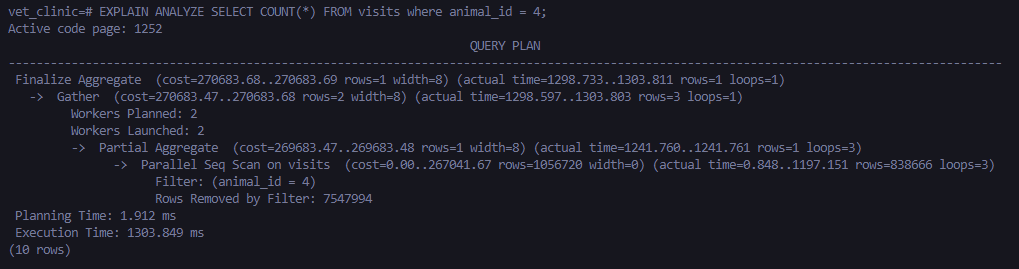 vet_clinic=# EXPLAIN ANALYZE SELECT COUNT(*) FROM visits where animal_id = 4;
Active code page: 1252
QUERY PLAN
-----------------------------------------------------------------------------------------------------------------------------------------------
Finalize Aggregate  (cost=270683.68..270683.69 rows=1 width=8) (actual time=1298.733..1303.811 rows=1 loops=1)
  ->  Gather  (cost=270683.47..270683.68 rows=2 width=8) (actual time=1298.597..1303.803 rows=3 loops=1)
        Workers Planned: 2
        Workers Launched: 2
        ->  Partial Aggregate  (cost=269683.47..269683.48 rows=1 width=8) (actual time=1241.760..1241.761 rows=1 loops=3)
              ->  Parallel Seq Scan on visits  (cost=0.00..267041.67 rows=1056720 width=0) (actual time=0.848..1197.151 rows=838666 loops=3)
                    Filter: (animal_id = 4)
                    Rows Removed by Filter: 7547994
Planning Time: 1.912 ms
Execution Time: 1303.849 ms
(10 rows)